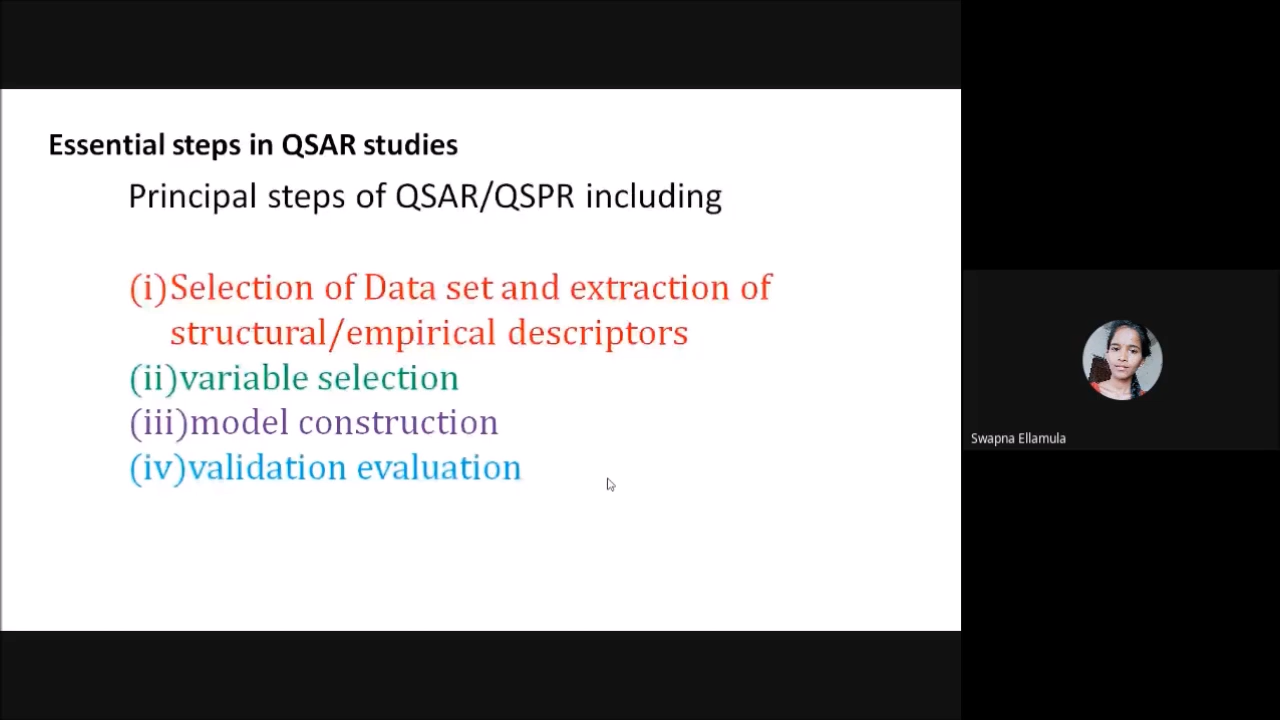 Essential steps in QSAR studies
Principal steps of QSAR/QSPR including
(i)Selection of Data set and extraction of
structural/empirical descriptors
(ii)variable selection
(iii)model construction
(iv)validation evaluation
Swapna Ellamula